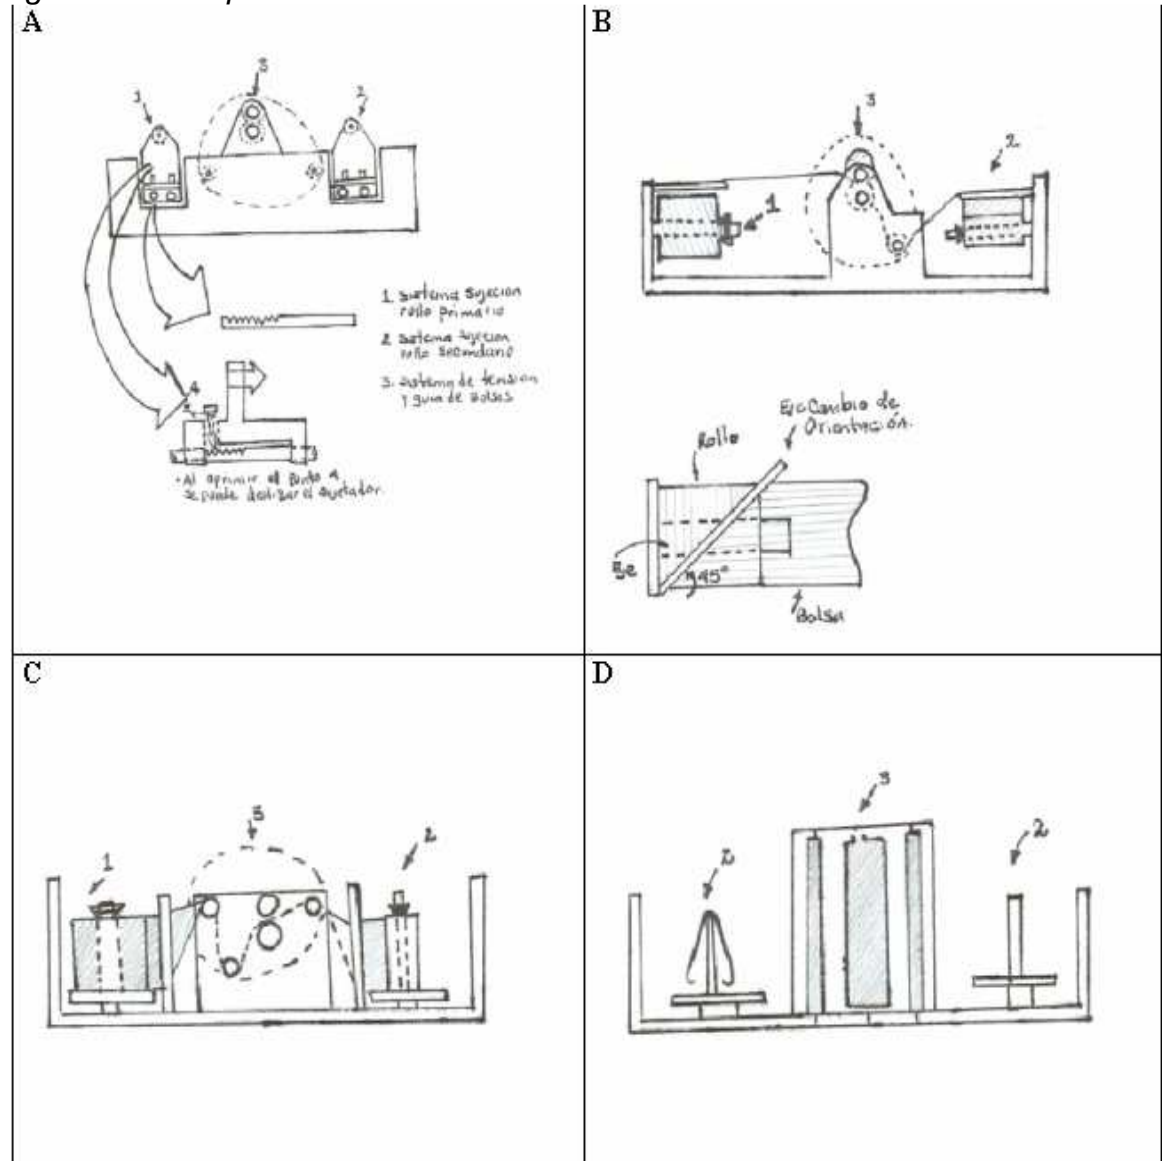 A
3
1
2
1. Sistema Sujecion
rollo primario
2 Sistema Sujecion
rollo Secundario
3. Sistema de tension
y guia de Bolsas
4
• Al oprimir el Punto 4
se puede deslizar el Sujetador.
B
3
2
1
Eje Cambio de
Orientación.
Rollo
Eje
45°
Bolsa
C
3
1
2
D
3
2
2